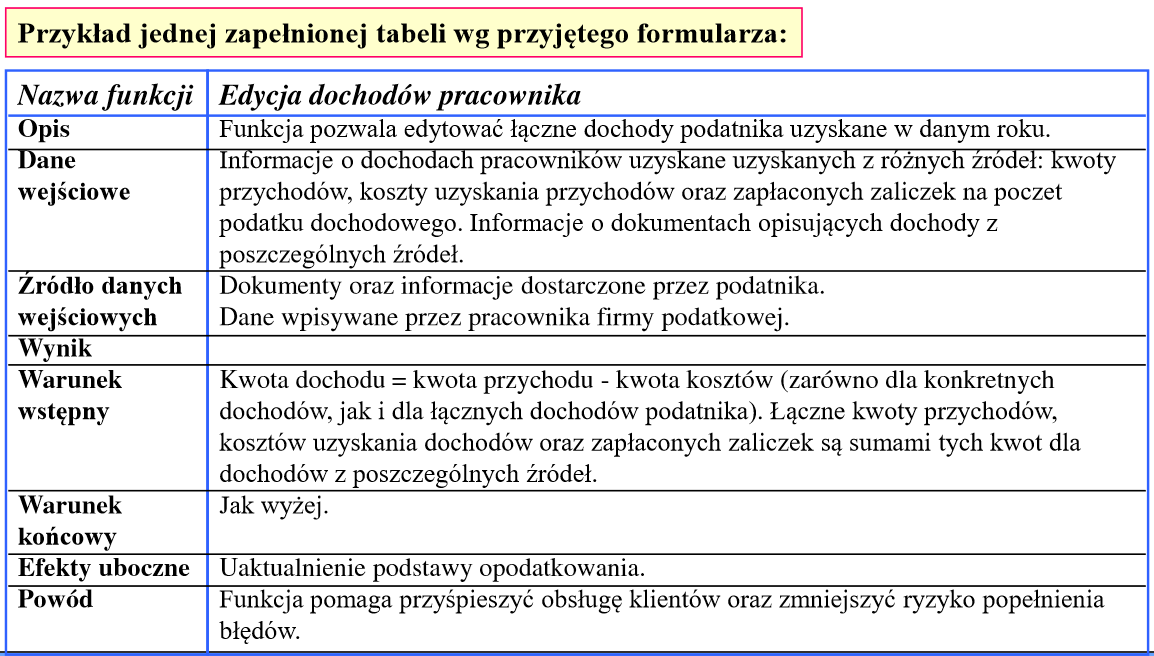 Przykład jednej zapełnionej tabeli wg przyjętego formularza:
Nazwa funkcji Edycja dochodów pracownika
Opis Funkcja pozwala edytować łączne dochody podatnika uzyskane w danym roku.
Dane Informacje o dochodach pracowników uzyskane uzyskanych z różnych źródeł: kwoty
wejściowe przychodów, koszty uzyskania przychodów oraz zapłaconych zaliczek na poczet
podatku dochodowego. Informacje o dokumentach opisujących dochody z
poszczególnych źródeł.
Źródło danych Dokumenty oraz informacje dostarczone przez podatnika.
wejściowych Dane wpisywane przez pracownika firmy podatkowej.
Wynik
Warunek Kwota dochodu = kwota przychodu - kwota kosztów (zarówno dla konkretnych
wstępny dochodów, jak i dla łącznych dochodów podatnika). Łączne kwoty przychodów,
kosztów uzyskania dochodów oraz zapłaconych zaliczek są sumami tych kwot dla
dochodów z poszczególnych źródeł.
Warunek Jak wyżej.
końcowy
Efekty uboczne Uaktualnienie podstawy opodatkowania.
Powód Funkcja pomaga przyśpieszyć obsługę klientów oraz zmniejszyć ryzyko popełnienia
błędów.